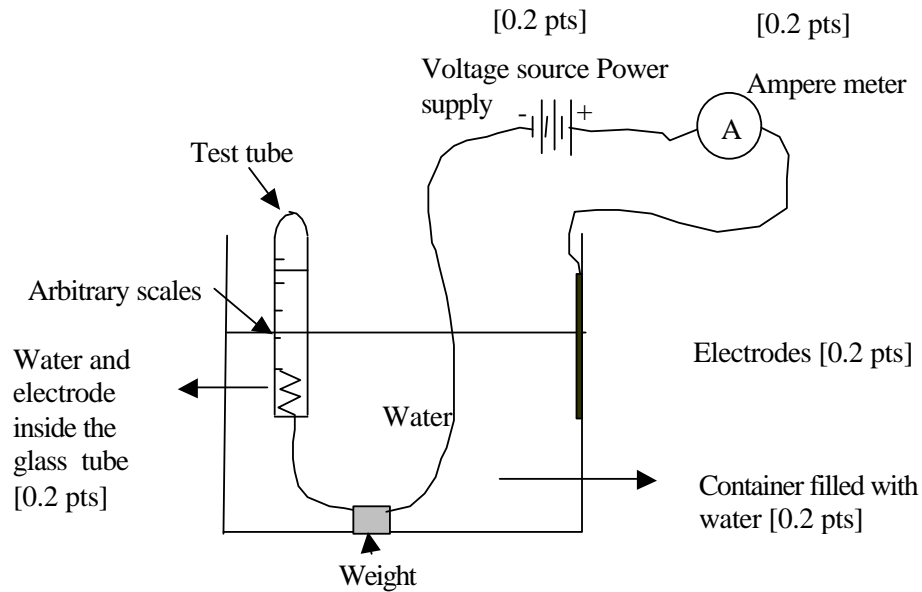 [0.2 pts]
[0.2 pts]
Voltage source Power
supply
Ampere meter
- +
A
Test tube
Arbitrary scales
Water and
electrode
inside the
glass tube
[0.2 pts]
Water
Electrodes [0.2 pts]
Container filled with
water [0.2 pts]
Weight